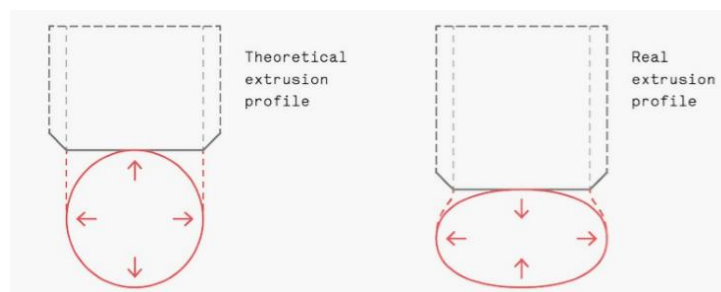 Theoretical
extrusion
profile
Real
extrusion
profile